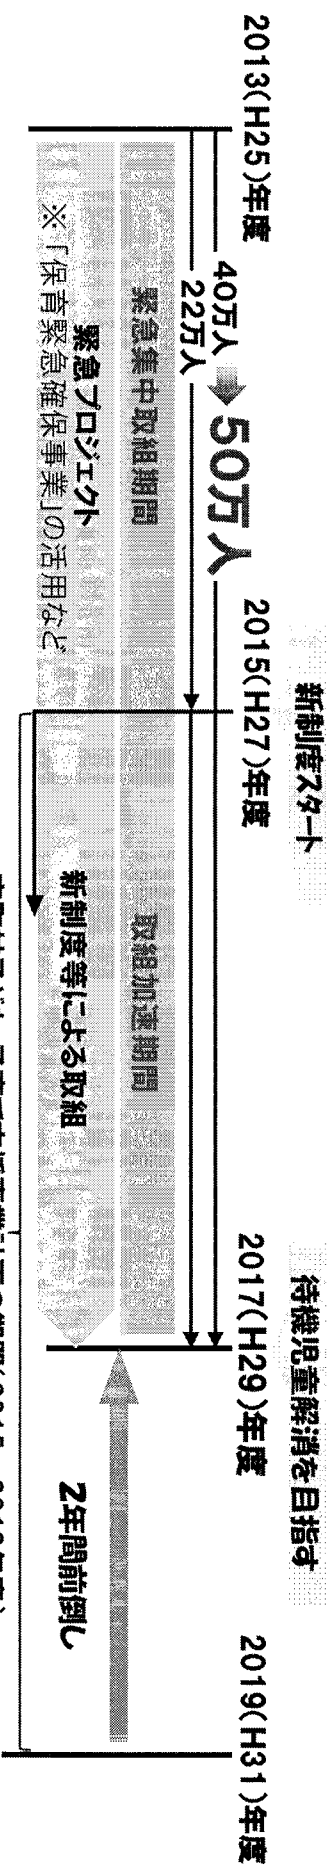 新制度スタート
待機児童解消を目指す
2013(H25)年度
2015(H27)年度
2017(H29)年度
2019(H31)年度
40万人
50万人
22万人
緊急集中取組期間
取組加速期間
緊急プロジェクト
※「保育緊急確保事業」の活用など
新制度等による取組
2年間前倒し